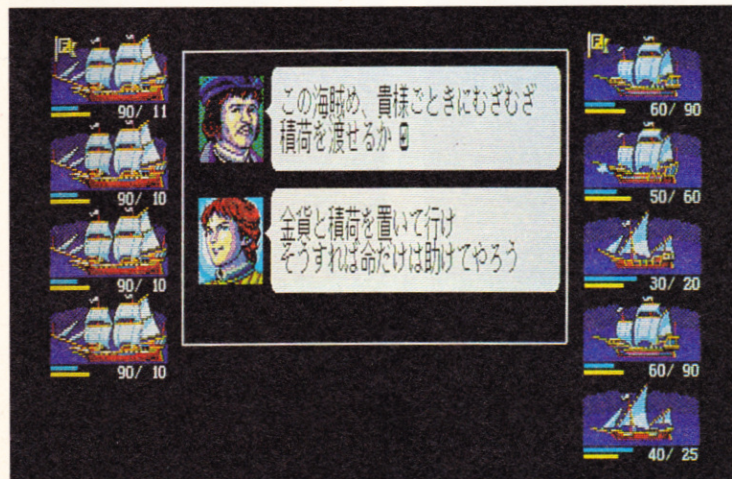 この海賊め、貴様ごときにむざむざ
積荷を渡せるか
金貨と積荷を置いて行け
そうすれば命だけは助けてやろう
90/ 11
90/ 10
90/ 10
90/ 10
60/ 90
50/ 60
30/ 20
60/ 90
40/ 25